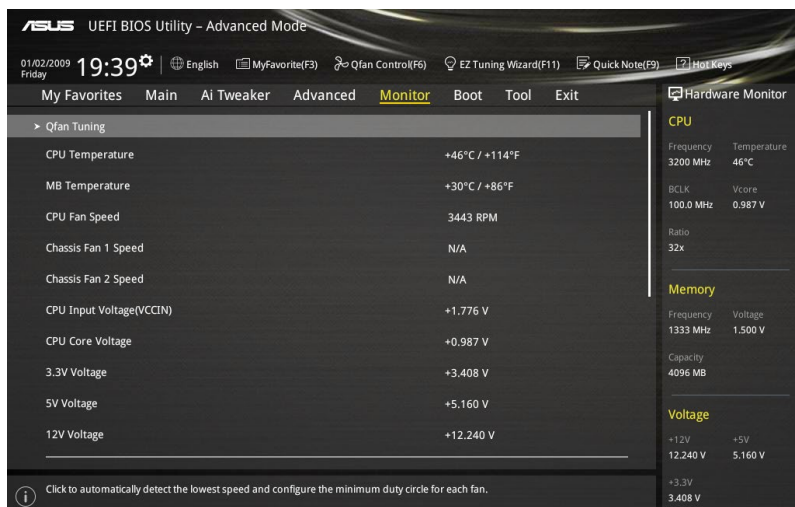 ASUS UEFI BIOS Utility – Advanced Mode
01/02/2009
Friday
19:39 English MyFavorite(F3) Qfan Control(F6) EZ Tuning Wizard(F11) Quick Note(F9) ? Hot Keys
My Favorites Main Ai Tweaker Advanced Monitor Boot Tool Exit
> Qfan Tuning
CPU Temperature +46°C / +114°F
MB Temperature +30°C / +86°F
CPU Fan Speed 3443 RPM
Chassis Fan 1 Speed N/A
Chassis Fan 2 Speed N/A
CPU Input Voltage(VCCIN) +1.776 V
CPU Core Voltage +0.987 V
3.3V Voltage +3.408 V
5V Voltage +5.160 V
12V Voltage +12.240 V
i Click to automatically detect the lowest speed and configure the minimum duty circle for each fan.
Hardware Monitor
CPU
Frequency Temperature
3200 MHz 46°C
BCLK Vcore
100.0 MHz 0.987 V
Ratio
32x
Memory
Frequency Voltage
1333 MHz 1.500 V
Capacity
4096 MB
Voltage
+12V +5V
12.240 V 5.160 V
+3.3V
3.408 V